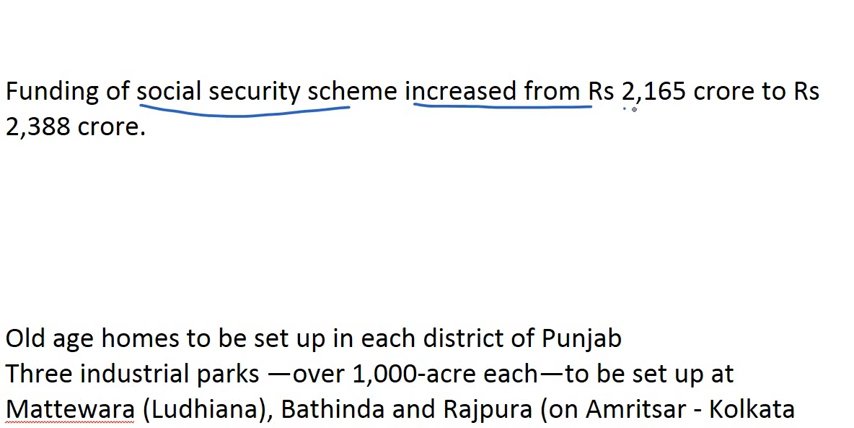 Funding of social security scheme increased from Rs 2,165 crore to Rs
2,388 crore.
Old age homes to be set up in each district of Punjab
Three industrial parks —over 1,000-acre each—to be set up at
Mattewara (Ludhiana), Bathinda and Rajpura (on Amritsar - Kolkata